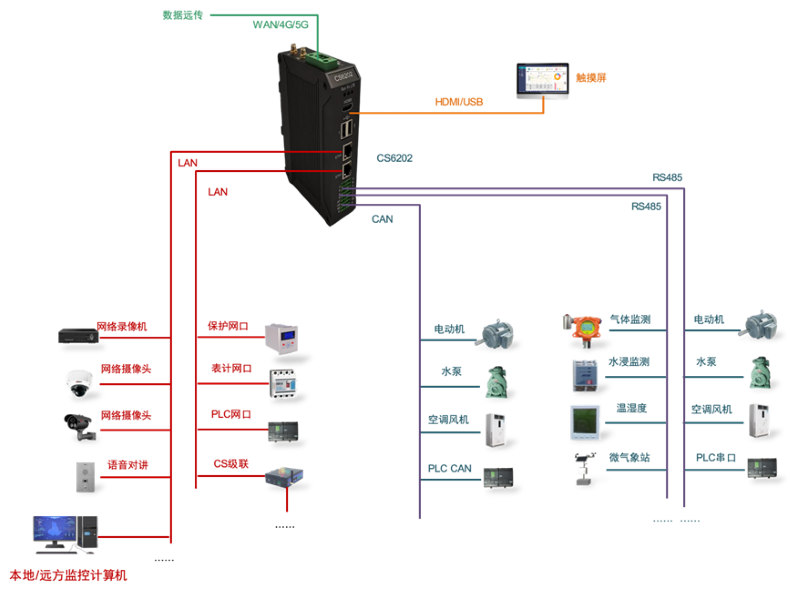 数据远传
WAN/4G/5G
CS6202
HDMI/USB
触摸屏
LAN
CS6202
LAN
RS485
RS485
CAN
网络录像机
保护网口
电动机
气体监测
电动机
网络摄像头
表计网口
水泵
水浸监测
水泵
网络摄像头
PLC网口
空调风机
温湿度
空调风机
语音对讲
CS级联
PLC CAN
微气象站
PLC串口
......
...... ......
......
本地/远方监控计算机